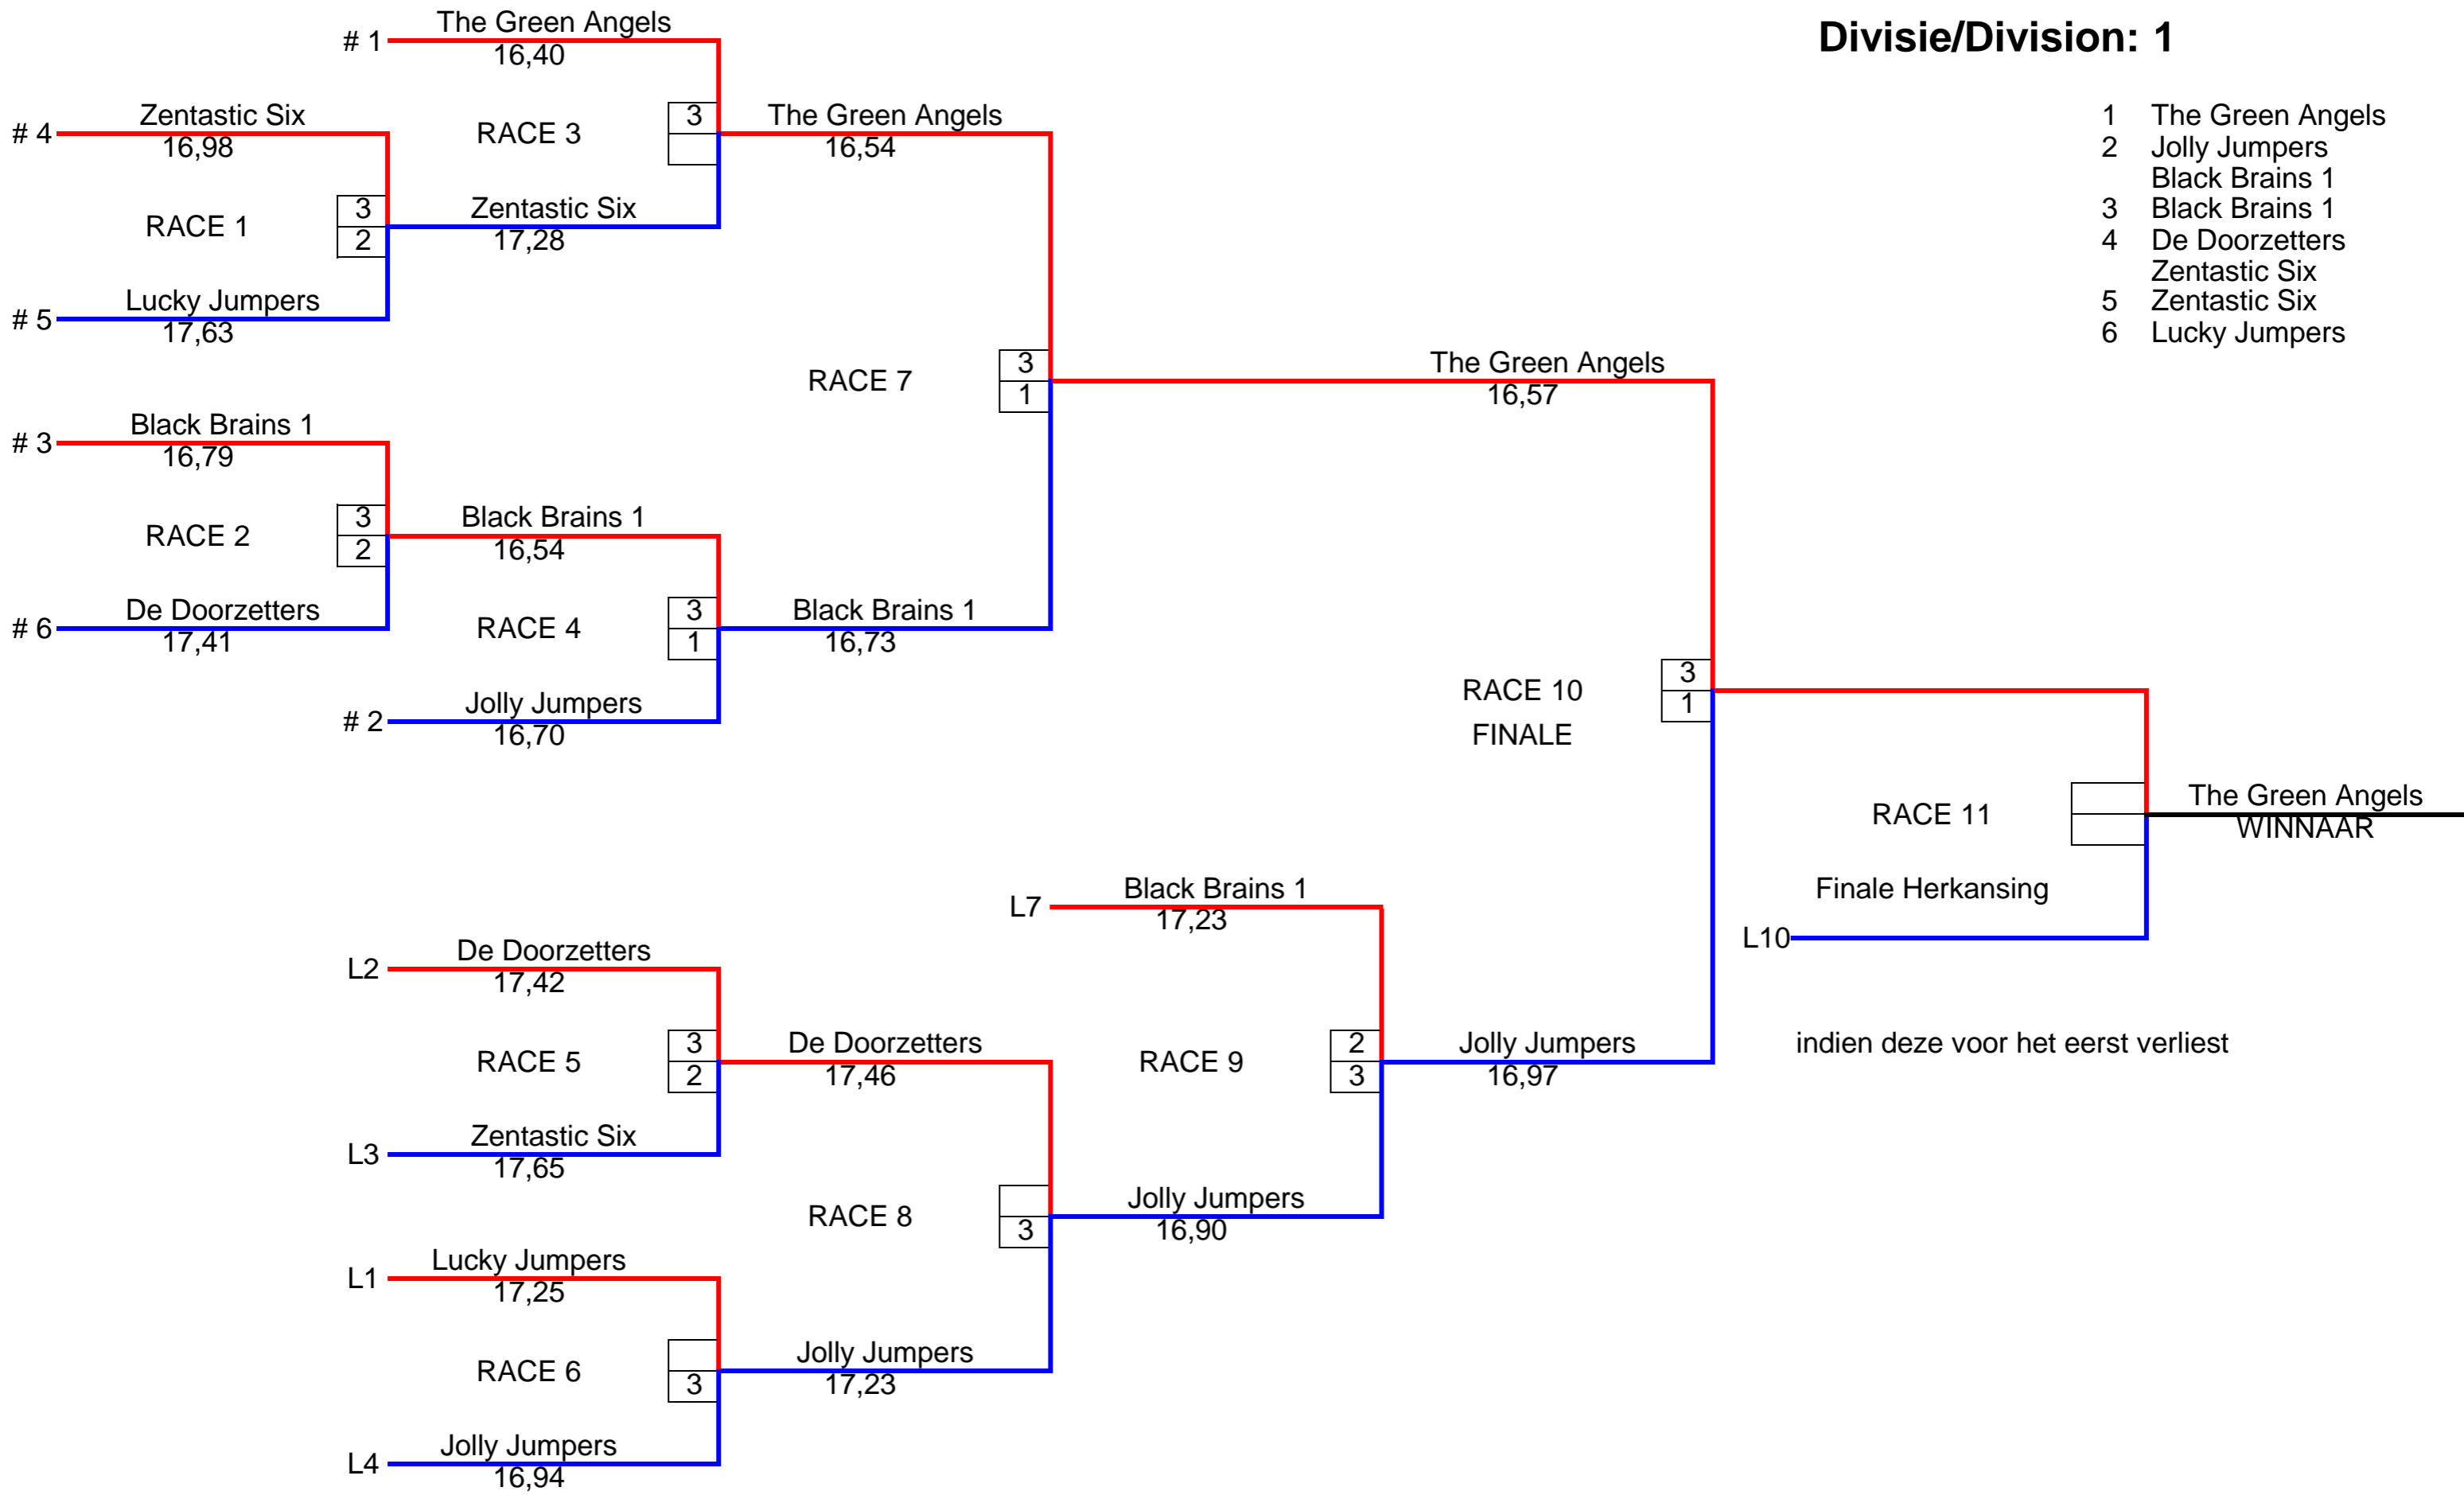 Divisie/Division: 1
1 The Green Angels
2 Jolly Jumpers
Black Brains 1
3 Black Brains 1
4 De Doorzetters
Zentastic Six
5 Zentastic Six
6 Lucky Jumpers
# 1 The Green Angels
16,40
# 4 Zentastic Six
16,98
RACE 3
3
The Green Angels
16,54
RACE 1
3
2
Zentastic Six
17,28
# 5 Lucky Jumpers
17,63
RACE 7
3
1
The Green Angels
16,57
# 3 Black Brains 1
16,79
RACE 2
3
2
Black Brains 1
16,54
# 6 De Doorzetters
17,41
RACE 4
3
1
Black Brains 1
16,73
# 2 Jolly Jumpers
16,70
RACE 10
FINALE
3
1
RACE 11
The Green Angels
WINNAAR
Finale Herkansing
L10
indien deze voor het eerst verliest
L7 Black Brains 1
17,23
L2 De Doorzetters
17,42
RACE 5
3
2
De Doorzetters
17,46
RACE 9
2
3
Jolly Jumpers
16,97
L3 Zentastic Six
17,65
RACE 8
3
Jolly Jumpers
16,90
L1 Lucky Jumpers
17,25
RACE 6
3
Jolly Jumpers
17,23
L4 Jolly Jumpers
16,94